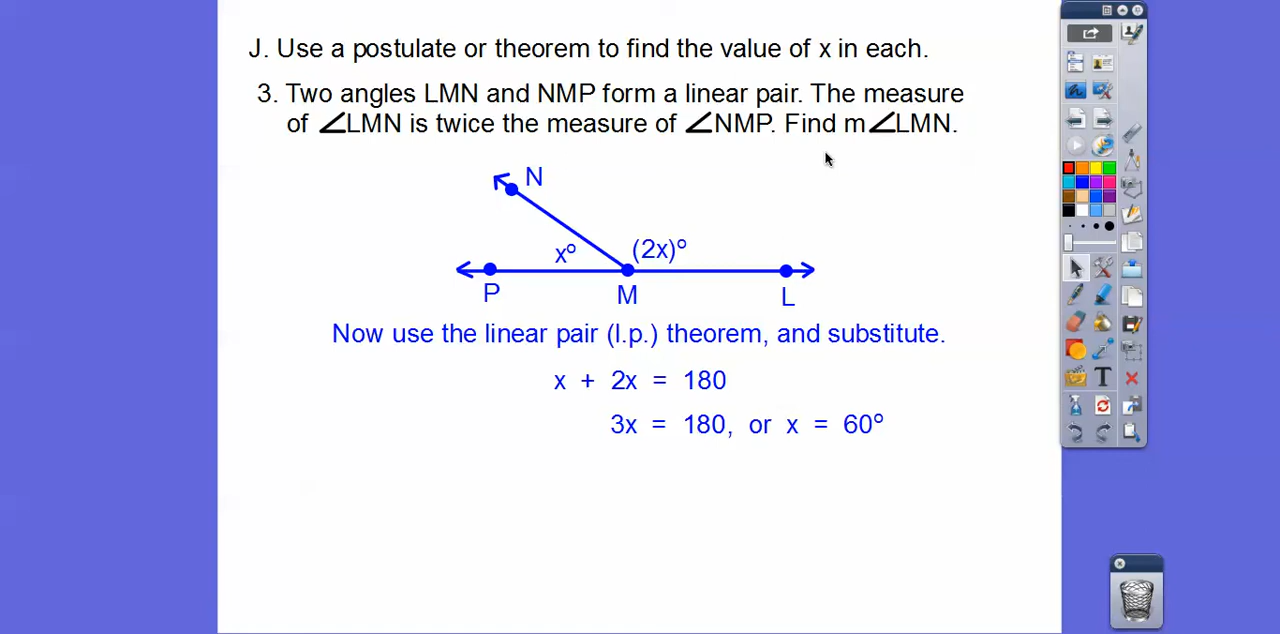 J. Use a postulate or theorem to find the value of x in each.
3. Two angles LMN and NMP form a linear pair. The measure
of ∠LMN is twice the measure of ∠NMP. Find m∠LMN.
N
xº (2x)º
P M L
Now use the linear pair (l.p.) theorem, and substitute.
x + 2x = 180
3x = 180, or x = 60º
T